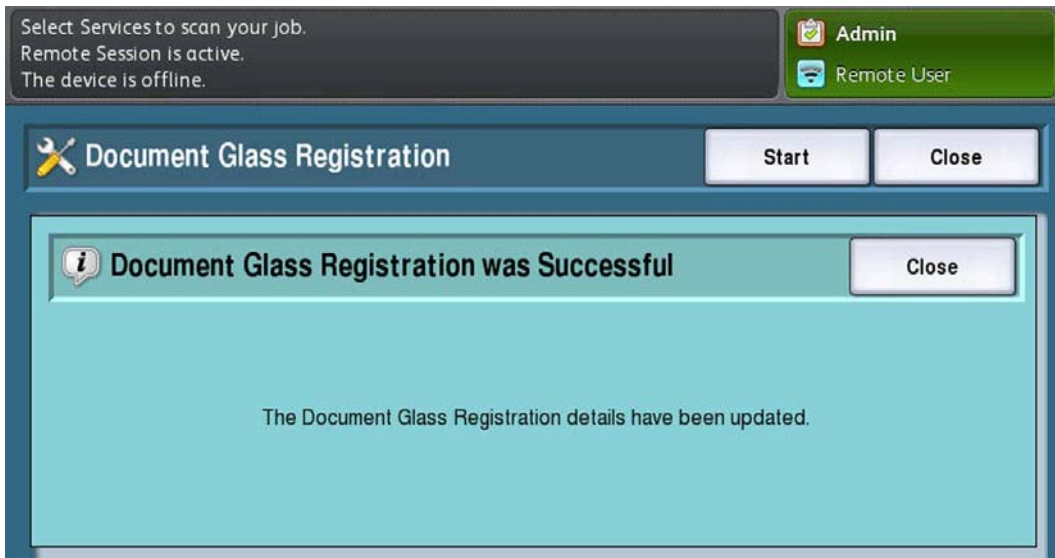 Select Services to scan your job.
Remote Session is active.
The device is offline.
Admin
Remote User
Document Glass Registration
Start
Close
Document Glass Registration was Successful
Close
The Document Glass Registration details have been updated.